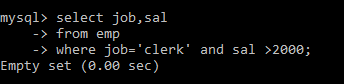 mysql> select job,sal
    -> from emp
    -> where job='clerk' and sal >2000;
Empty set (0.00 sec)